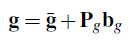 𝐠 = 𝐠̄ + 𝐏_g 𝐛_g